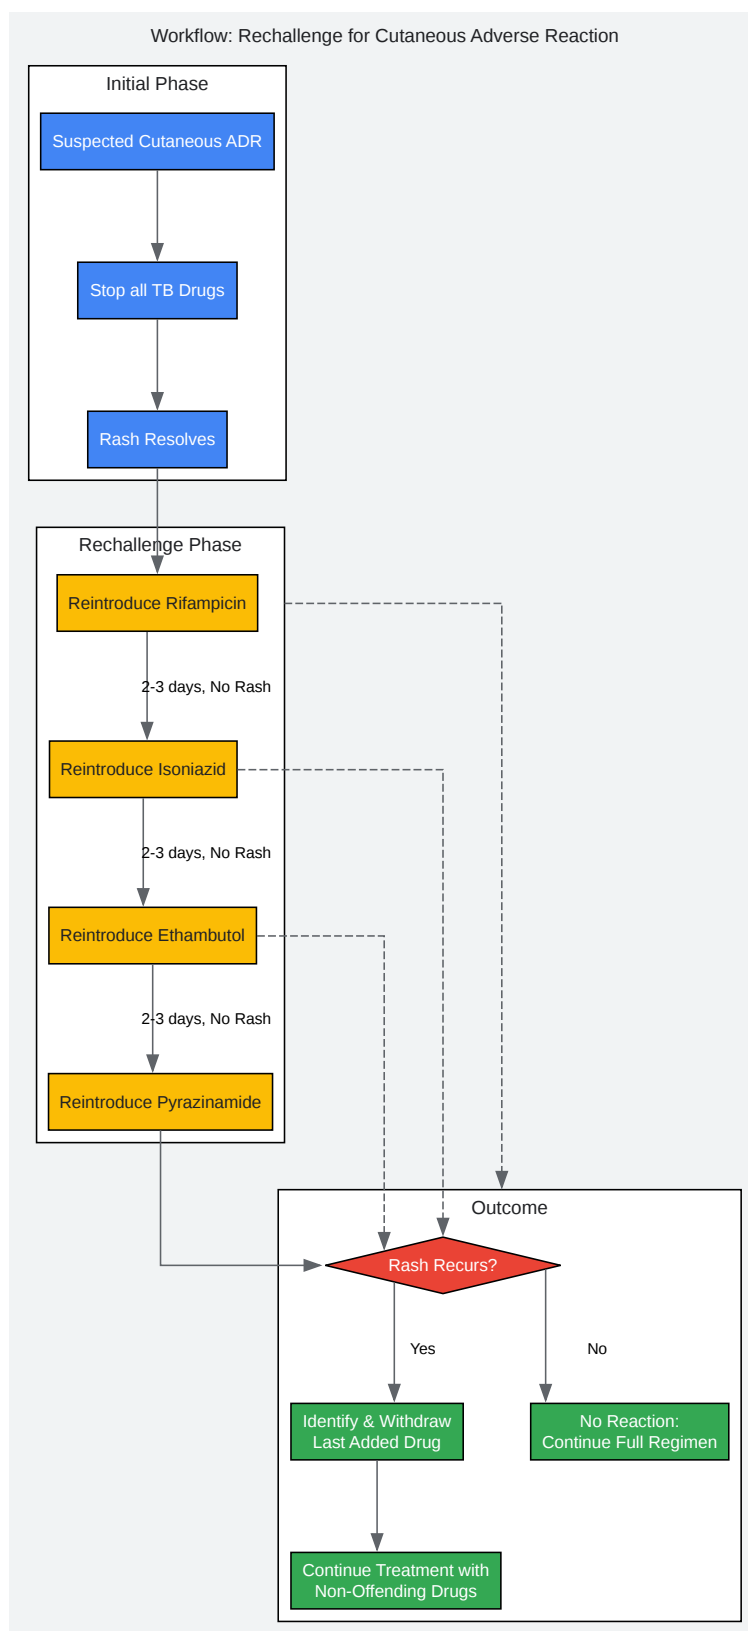 Workflow: Rechallenge for Cutaneous Adverse Reaction
Initial Phase
Suspected Cutaneous ADR
Stop all TB Drugs
Rash Resolves
Rechallenge Phase
Reintroduce Rifampicin
2-3 days, No Rash
Reintroduce Isoniazid
2-3 days, No Rash
Reintroduce Ethambutol
2-3 days, No Rash
Reintroduce Pyrazinamide
Outcome
Rash Recurs?
Yes
No
Identify & Withdraw
Last Added Drug
No Reaction:
Continue Full Regimen
Continue Treatment with
Non-Offending Drugs